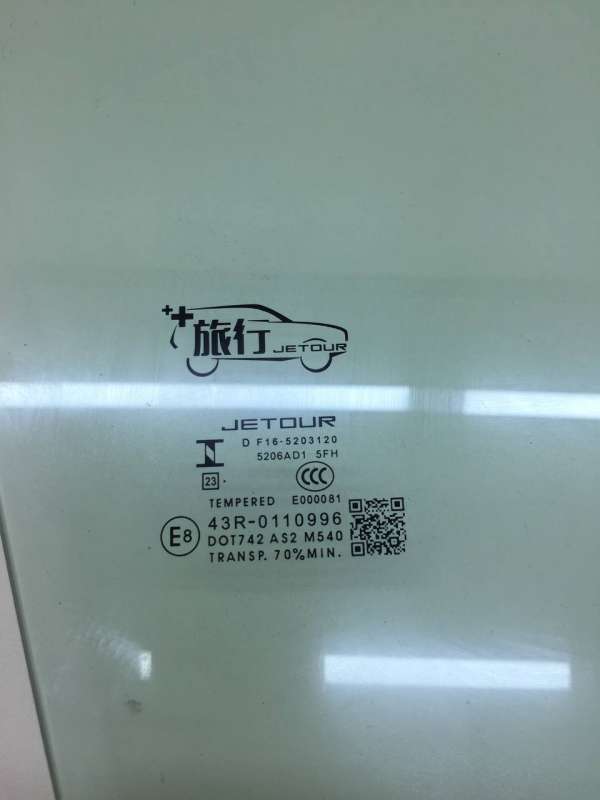 旅行 JETOUR
JETOUR
D F16-5203120
5206AD1 5FH
23
CCC
TEMPERED E000081
E8
43R-0110996
DOT742 AS2 M540
TRANSP. 70%MIN.